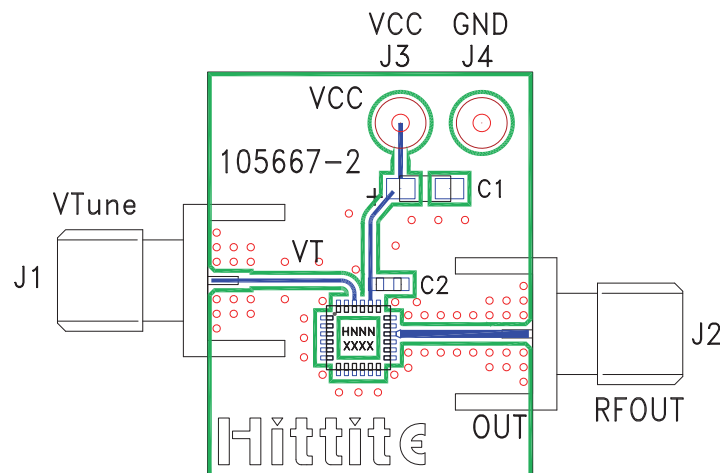 VCC GND
J3 J4
VCC
105667-2
+
C1
VTune
VT
J1
C2
HNNN
XXXX
J2
OUT
RFOUT
Hittite